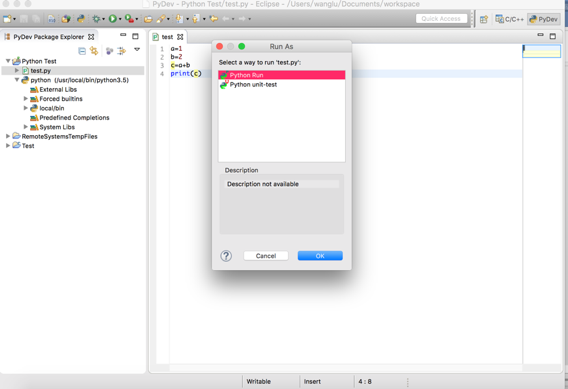 PyDev - Python Test/test.py - Eclipse - /Users/wanglu/Documents/workspace
Quick Access
C/C++
PyDev
PyDev Package Explorer
Python Test
test.py
python (/usr/local/bin/python3.5)
External Libs
Forced builtins
local/bin
Predefined Completions
System Libs
RemoteSystemsTempFiles
Test
test
1 a=1
2 b=2
3 c=a+b
4 print(c)
Run As
Select a way to run 'test.py':
Python Run
Python unit-test
Description
Description not available
?
Cancel
OK
Writable
Insert
4 : 8